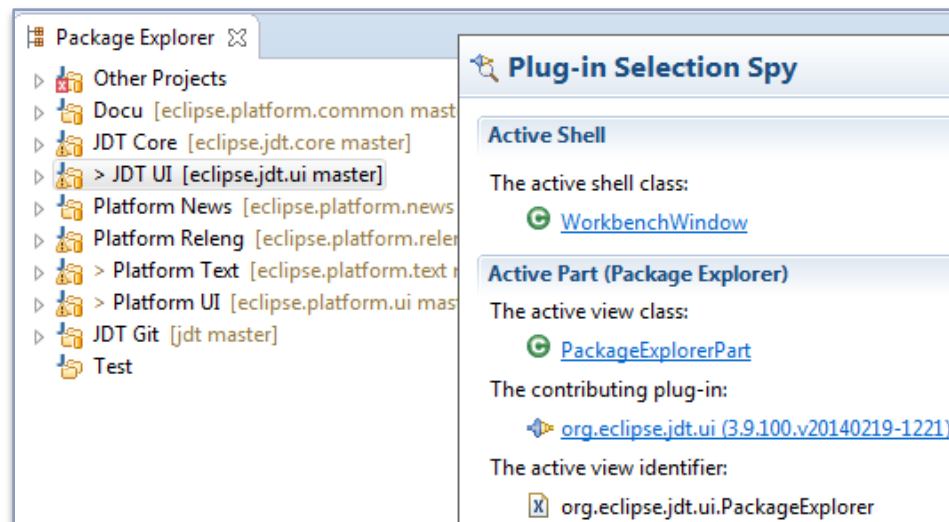 Package Explorer
Other Projects
Docu [eclipse.platform.common mast
JDT Core [eclipse.jdt.core master]
> JDT UI [eclipse.jdt.ui master]
Platform News [eclipse.platform.news
Platform Releng [eclipse.platform.relen
> Platform Text [eclipse.platform.text
> Platform UI [eclipse.platform.ui mas
JDT Git [jdt master]
Test
Plug-in Selection Spy
Active Shell
The active shell class:
WorkbenchWindow
Active Part (Package Explorer)
The active view class:
PackageExplorerPart
The contributing plug-in:
org.eclipse.jdt.ui (3.9.100.v20140219-1221)
The active view identifier:
org.eclipse.jdt.ui.PackageExplorer